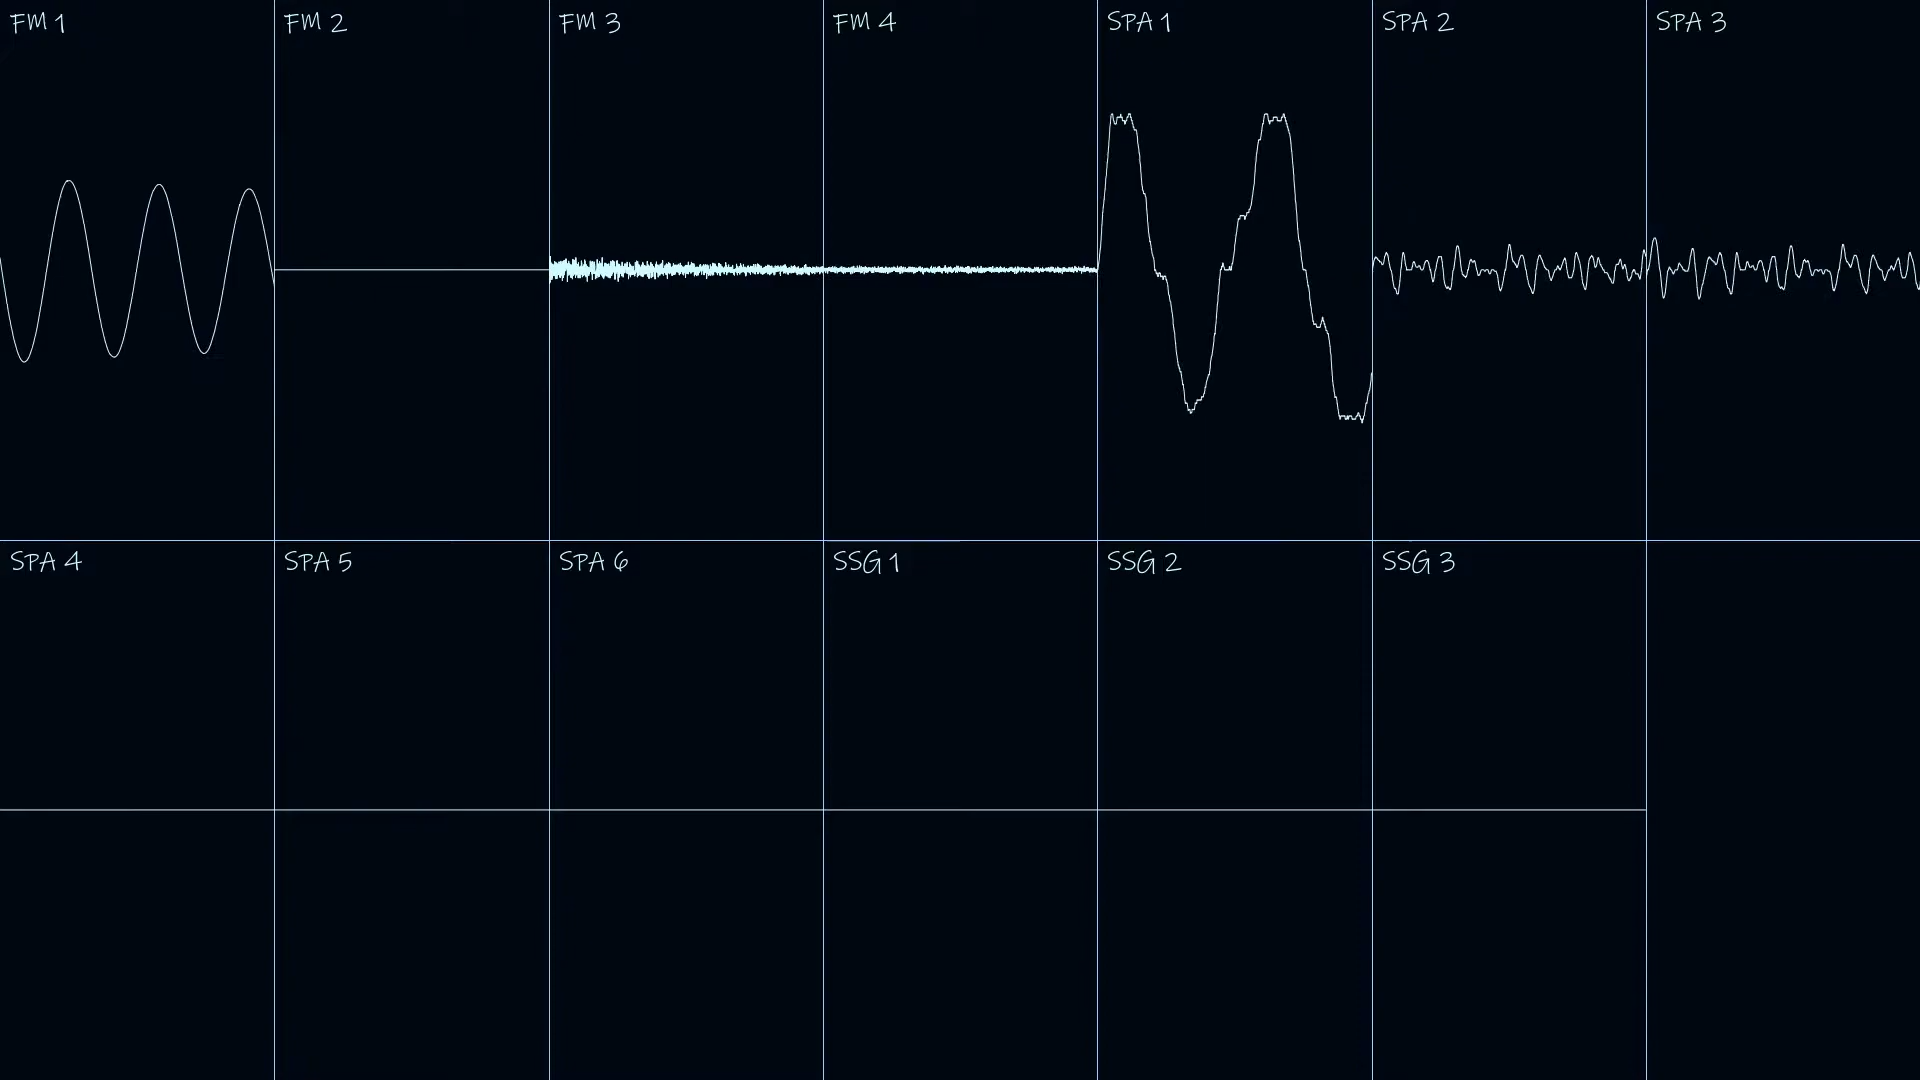 FM 1
FM 2
FM 3
FM 4
SPA 1
SPA 2
SPA 3
SPA 4
SPA 5
SPA 6
SSG 1
SSG 2
SSG 3